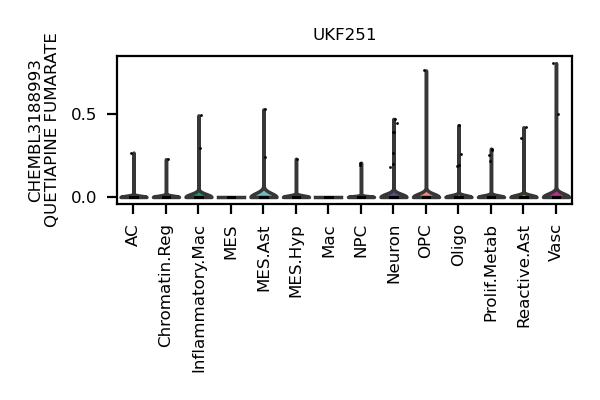 UKF251
CHEMBL3188993
QUETIAPINE FUMARATE
0.5
0.0
AC
Chromatin.Reg
Inflammatory.Mac
MES
MES.Ast
MES.Hyp
Mac
NPC
Neuron
OPC
Oligo
Prolif.Metab
Reactive.Ast
Vasc